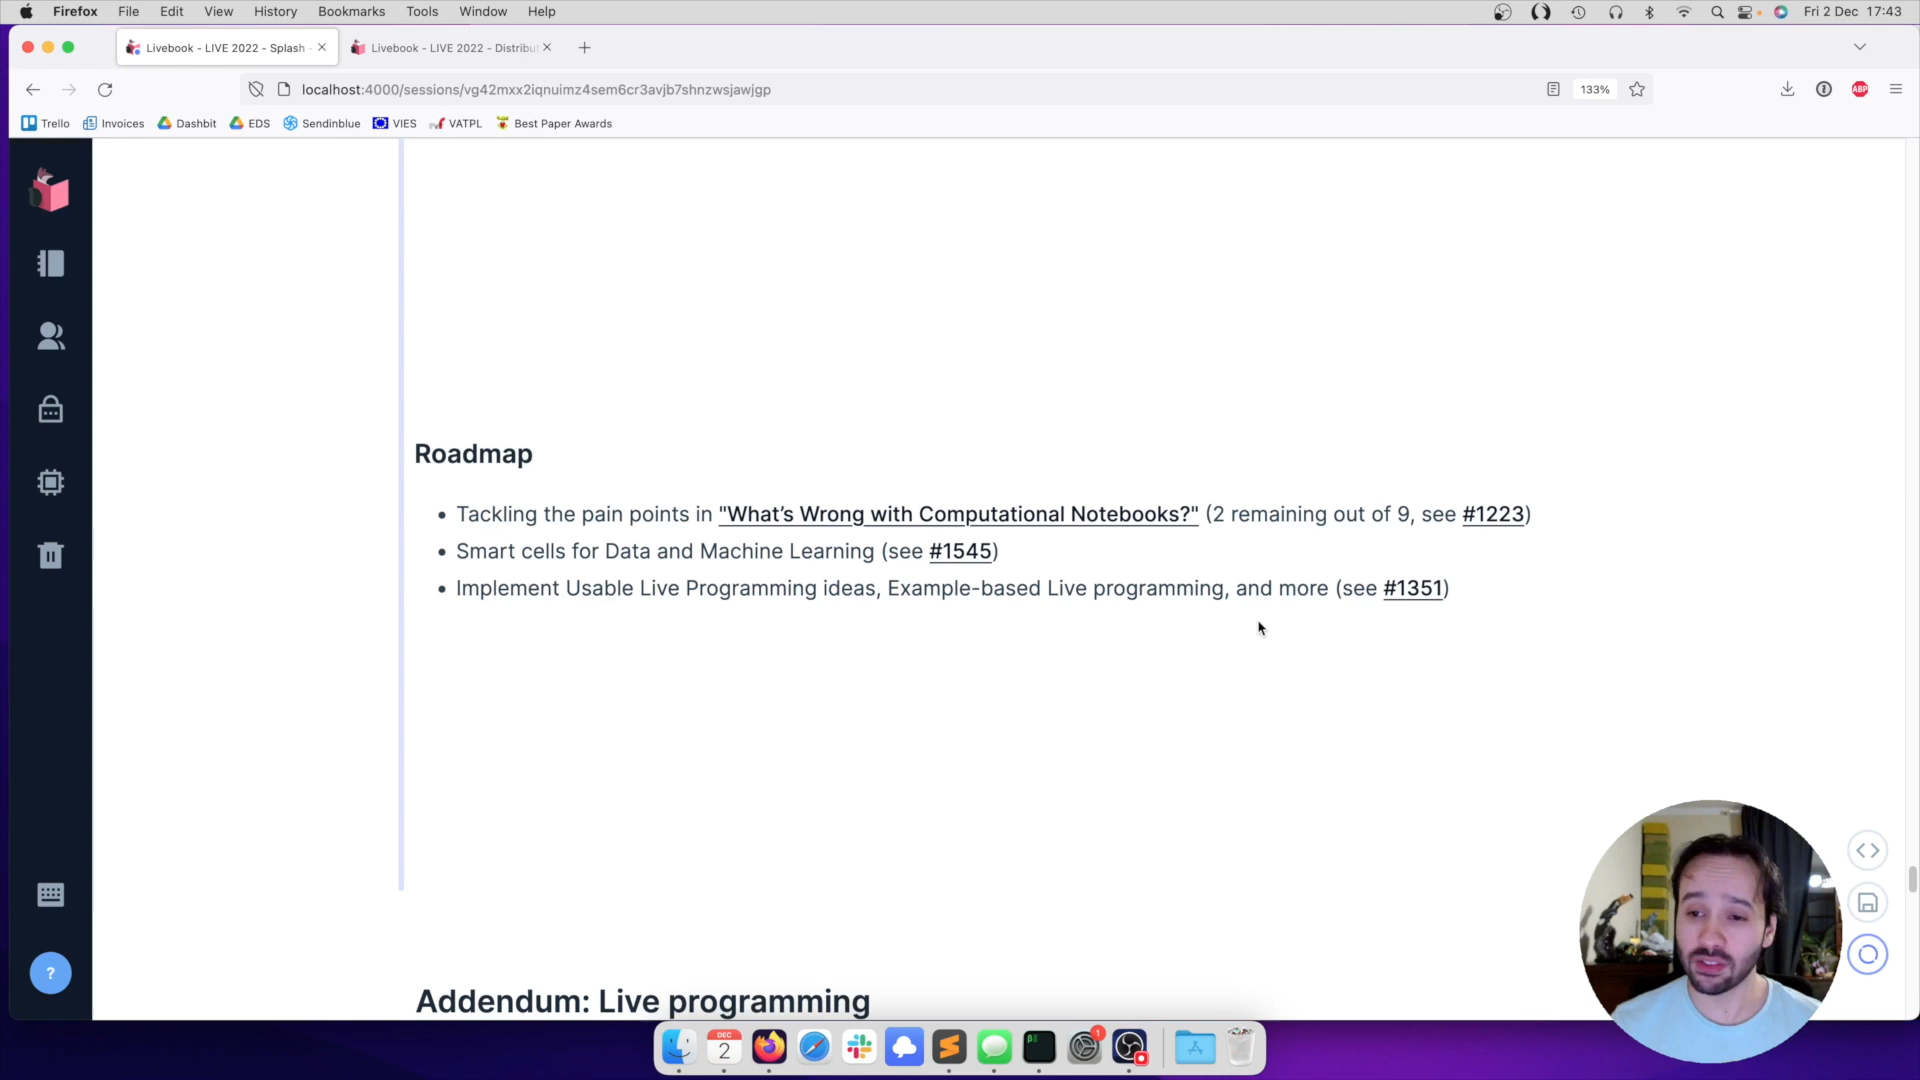 Firefox File Edit View History Bookmarks Tools Window Help
Fri 2 Dec 17:43
Livebook - LIVE 2022 - Splash -
Livebook - LIVE 2022 - Distribu
localhost:4000/sessions/vg42mxx2iqnuimz4sem6cr3avjb7shnzwsjawjgp
133%
ABP
Trello Invoices Dashbit EDS Sendinblue VIES VATPL Best Paper Awards
Roadmap
• Tackling the pain points in "What's Wrong with Computational Notebooks?" (2 remaining out of 9, see #1223)
• Smart cells for Data and Machine Learning (see #1545)
• Implement Usable Live Programming ideas, Example-based Live programming, and more (see #1351)
?
Addendum: Live programming
DEC
2
1